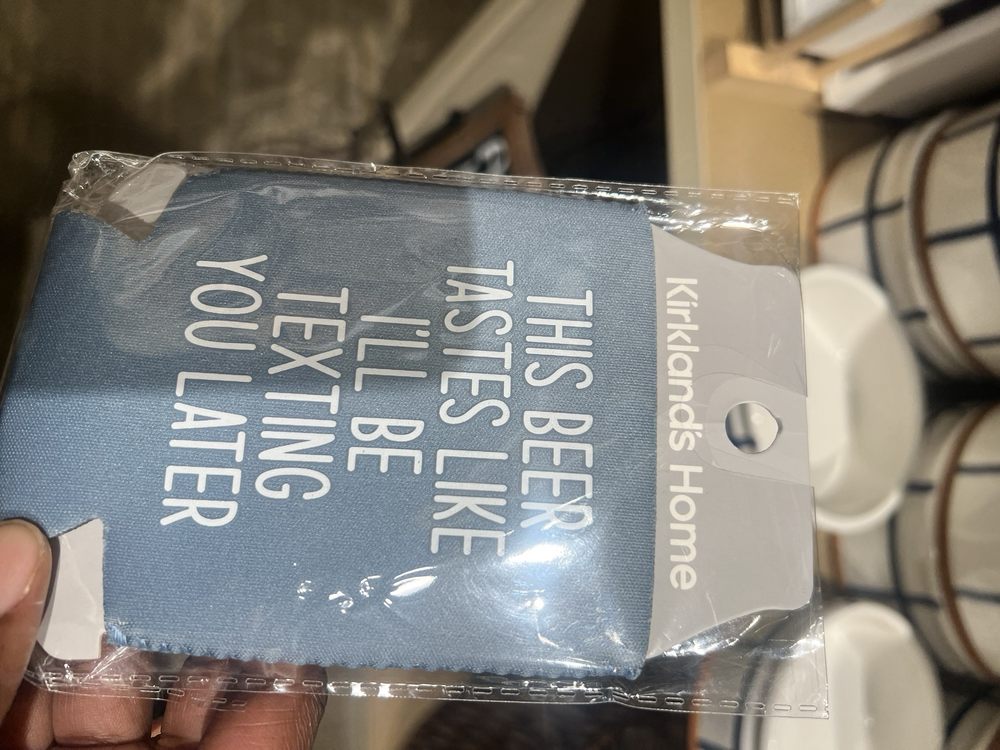 Kirkland's Home
THIS BEER
TASTES LIKE
I'LL BE
TEXTING
YOU LATER